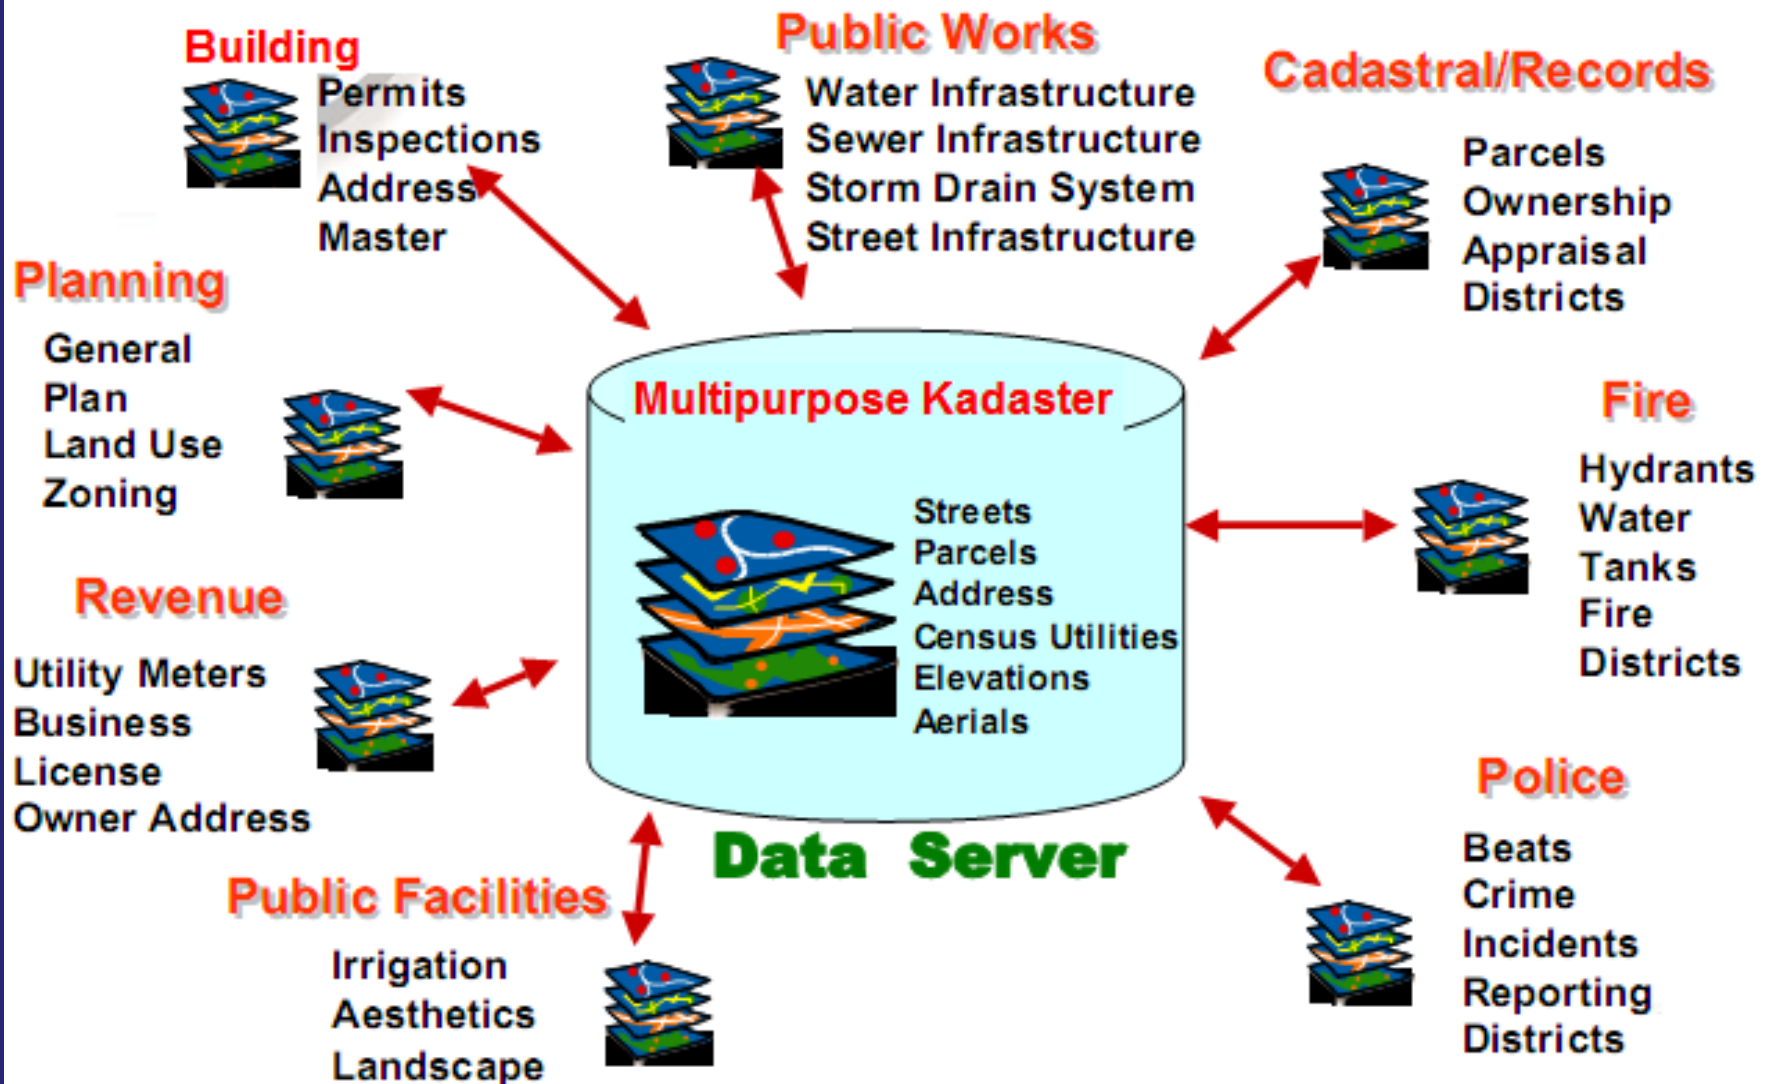 Building
Permits
Inspections
Address
Master
Public Works
Water Infrastructure
Sewer Infrastructure
Storm Drain System
Street Infrastructure
Cadastral/Records
Parcels
Ownership
Appraisal
Districts
Planning
General
Plan
Land Use
Zoning
Multipurpose Kadaster
Streets
Parcels
Address
Census Utilities
Elevations
Aerials
Data Server
Fire
Hydrants
Water
Tanks
Fire
Districts
Revenue
Utility Meters
Business
License
Owner Address
Public Facilities
Irrigation
Aesthetics
Landscape
Police
Beats
Crime
Incidents
Reporting
Districts